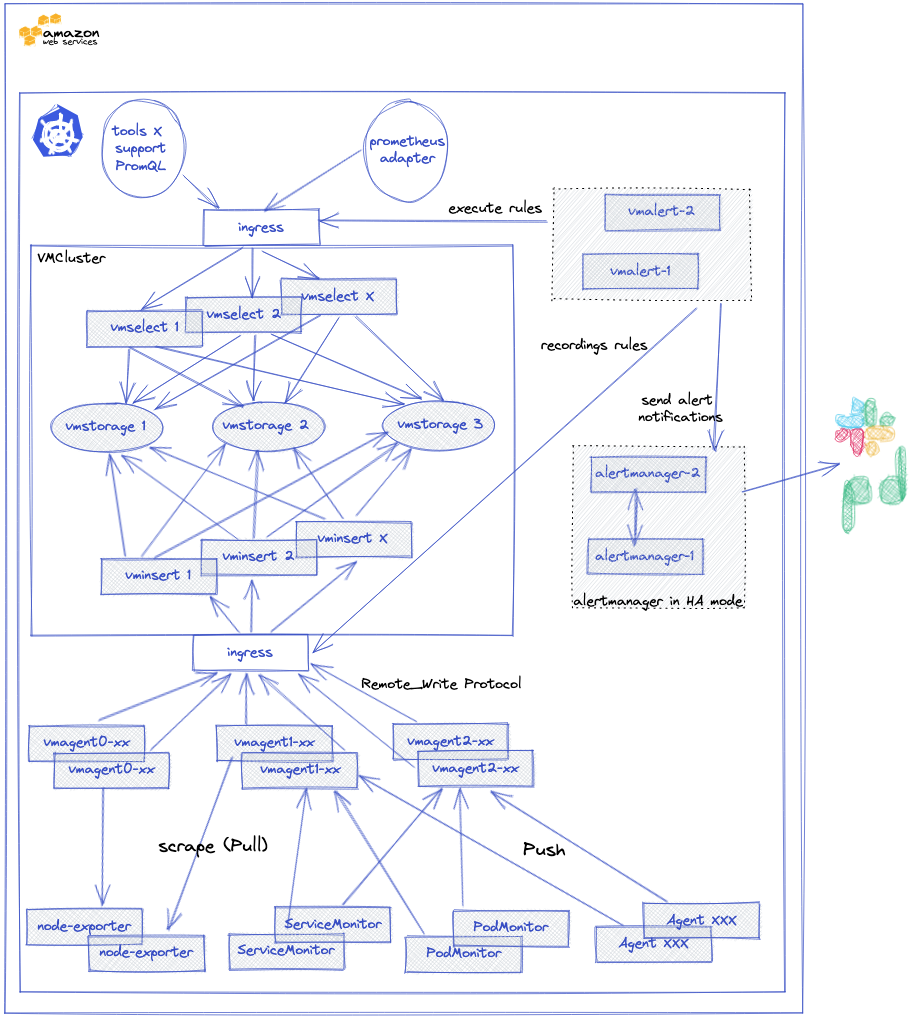 amazon
web services
tools X
support
PromQL
prometheus
adapter
ingress
execute rules
vmalert-2
vmalert-1
VMCluster
vmselect X
vmselect 2
vmselect 1
recordings rules
send alert
notifications
vmstorage 1
vmstorage 2
vmstorage 3
alertmanager-2
alertmanager-1
alertmanager in HA mode
vminsert X
vminsert 2
vminsert 1
ingress
Remote_Write Protocol
vmagent0-xx
vmagent1-xx
vmagent2-xx
vmagent0-xx
vmagent1-xx
vmagent2-xx
scrape (Pull)
Push
node-exporter
ServiceMonitor
PodMonitor
Agent XXX
node-exporter
ServiceMonitor
PodMonitor
Agent XXX
pd